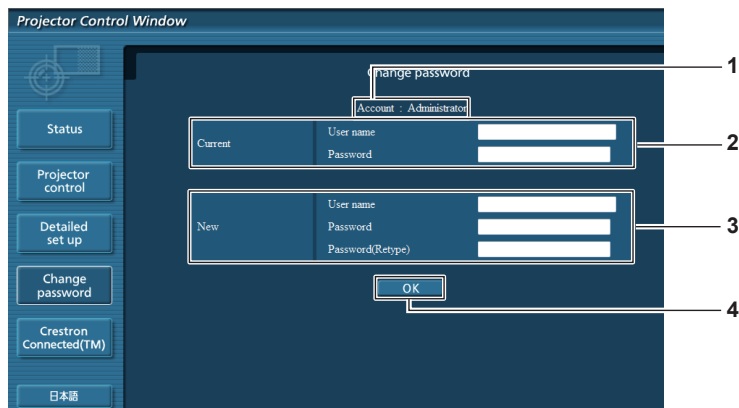 Projector Control Window
Change password
1
Account : Administrator
Status
Current
User name
Password
2
Projector
control
New
User name
Password
Password(Retype)
3
Detailed
set up
OK
4
Change
password
Crestron
Connected(TM)
日本語